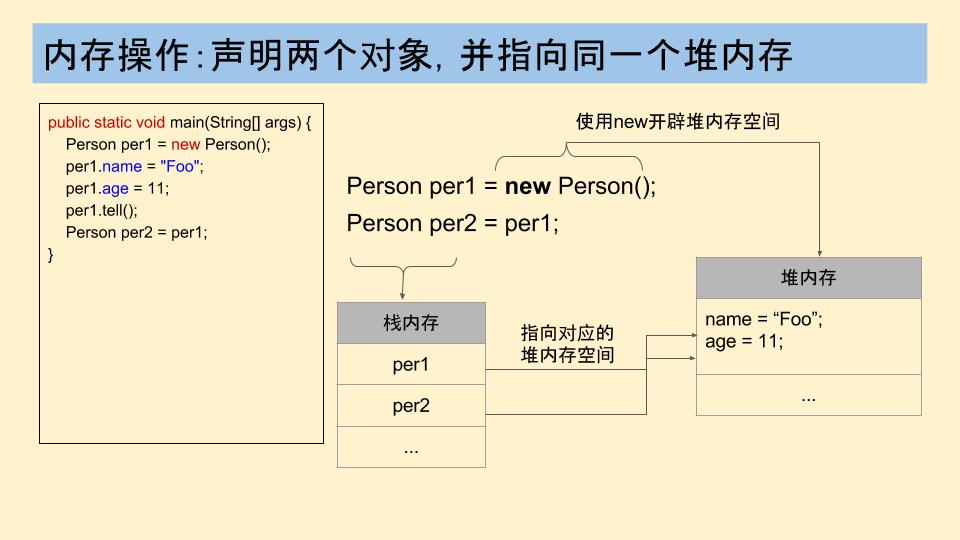 内存操作：声明两个对象，并指向同一个堆内存
public static void main(String[] args) {
Person per1 = new Person();
per1.name = "Foo";
per1.age = 11;
per1.tell();
Person per2 = per1;
}
使用new开辟堆内存空间
Person per1 = new Person();
Person per2 = per1;
栈内存
per1
per2
...
指向对应的
堆内存空间
堆内存
name = “Foo”;
age = 11;
...